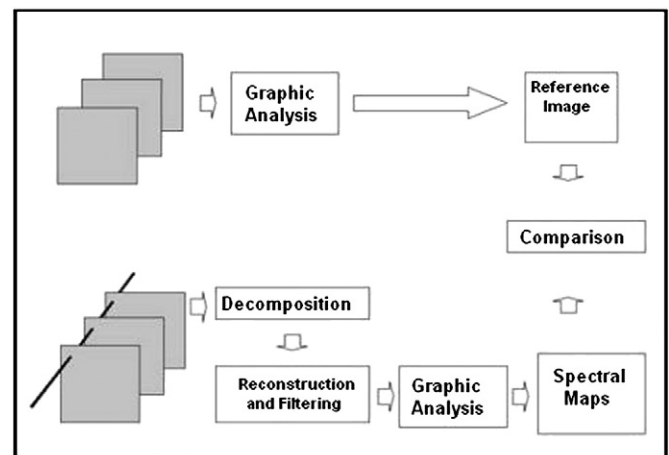 Graphic
Analysis
Reference
Image
Comparison
Decomposition
Reconstruction
and Filtering
Graphic
Analysis
Spectral
Maps